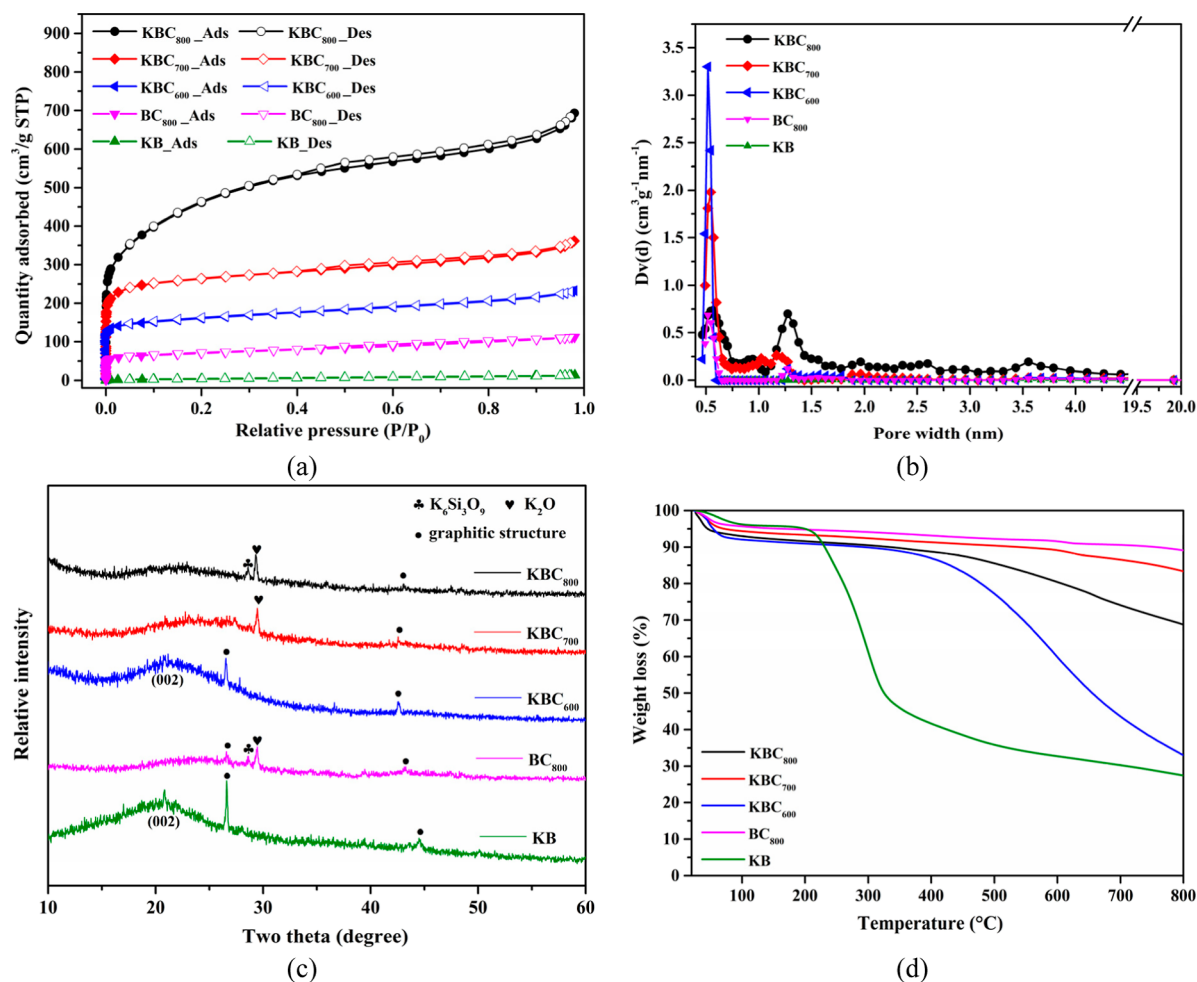 900
800
700
600
500
400
300
200
100
0
Quantity adsorbed (cm³/g STP)
KBC₈₀₀_Ads KBC₈₀₀_Des
KBC₇₀₀_Ads KBC₇₀₀_Des
KBC₆₀₀_Ads KBC₆₀₀_Des
BC₈₀₀_Ads BC₈₀₀_Des
KB_Ads KB_Des
0.0 0.2 0.4 0.6 0.8 1.0
Relative pressure (P/P₀)
(a)
3.5
3.0
2.5
2.0
1.5
1.0
0.5
0.0
Dv(d) (cm³g⁻¹nm⁻¹)
KBC₈₀₀
KBC₇₀₀
KBC₆₀₀
BC₈₀₀
KB
0.5 1.0 1.5 2.0 2.5 3.0 3.5 4.0 19.5 20.0
Pore width (nm)
(b)
Relative intensity
♣ K₆Si₃O₉ ♥ K₂O
• graphitic structure
KBC₈₀₀
KBC₇₀₀
KBC₆₀₀
(002)
BC₈₀₀
KB
(002)
10 20 30 40 50 60
Two theta (degree)
(c)
100
90
80
70
60
50
40
30
20
10
0
Weight loss (%)
KBC₈₀₀
KBC₇₀₀
KBC₆₀₀
BC₈₀₀
KB
100 200 300 400 500 600 700 800
Temperature (°C)
(d)